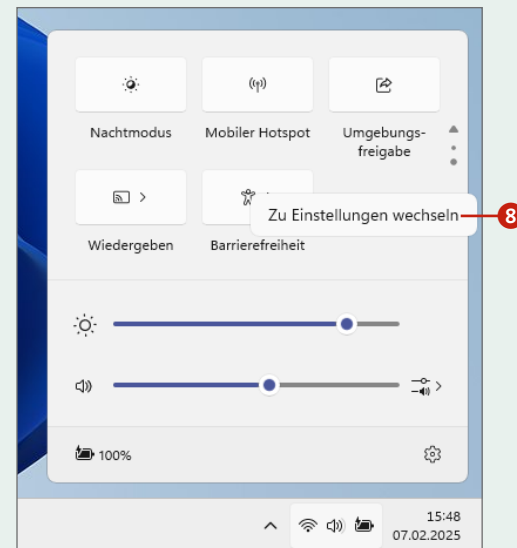 Nachtmodus
Mobiler Hotspot
Umgebungs-
freigabe
Zu Einstellungen wechseln
8
Wiedergeben
Barrierefreiheit
100%
15:48
07.02.2025